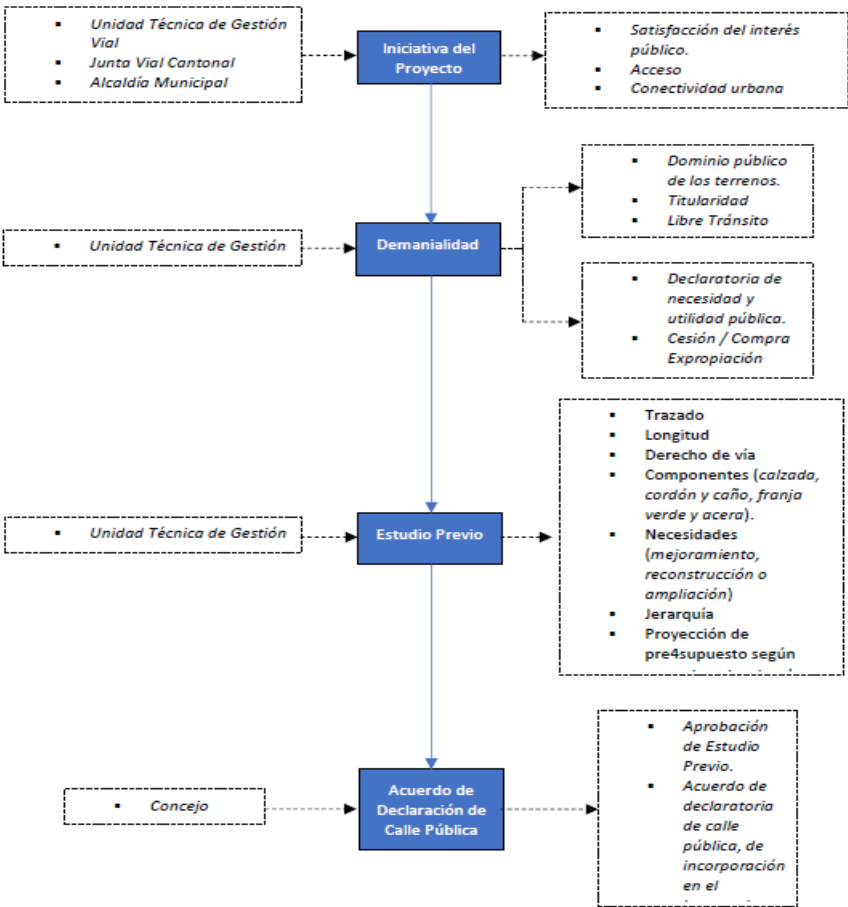 ▪ Unidad Técnica de Gestión
Vial
▪ Junta Vial Cantonal
▪ Alcaldía Municipal
Iniciativa del
Proyecto
▪ Satisfacción del interés
público.
▪ Acceso
▪ Conectividad urbana
▪ Unidad Técnica de Gestión
Demanialidad
▪ Dominio público
de los terrenos.
▪ Titularidad
▪ Libre Tránsito
▪ Declaratoria de
necesidad y
utilidad pública.
▪ Cesión / Compra
Expropiación
▪ Unidad Técnica de Gestión
Estudio Previo
▪ Trazado
▪ Longitud
▪ Derecho de vía
▪ Componentes (calzada,
cordón y caño, franja
verde y acera).
▪ Necesidades
(mejoramiento,
reconstrucción o
ampliación)
▪ Jerarquía
▪ Proyección de
pre4supuesto según
▪ Concejo
Acuerdo de
Declaración de
Calle Pública
▪ Aprobación
de Estudio
Previo.
▪ Acuerdo de
declaratoria
de calle
pública, de
incorporación
en el